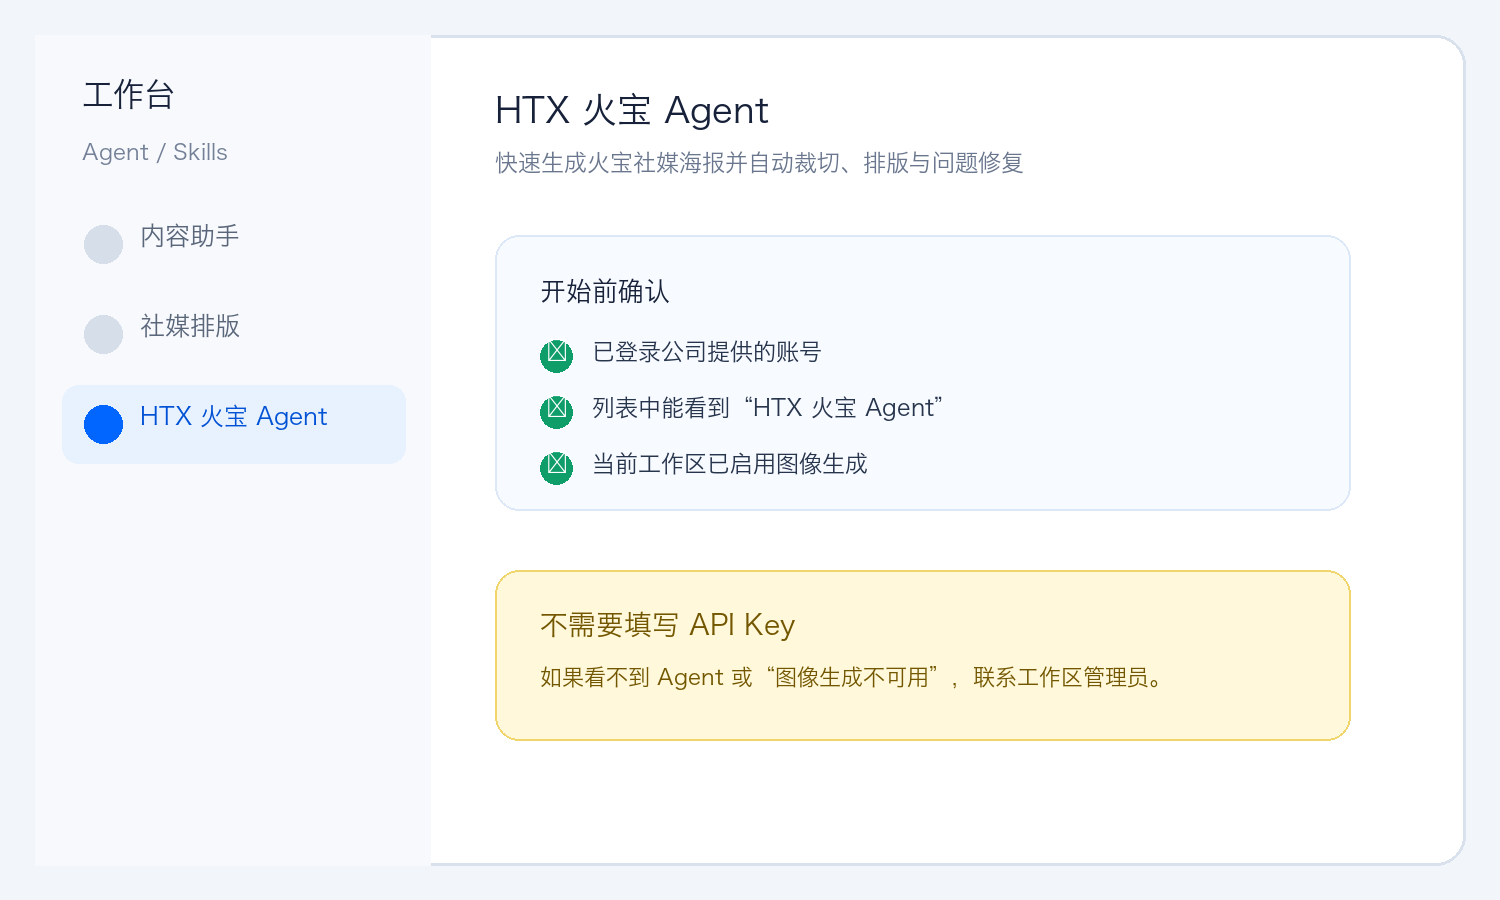 工作台
Agent / Skills
内容助手
社媒排版
HTX 火宝 Agent
HTX 火宝 Agent
快速生成火宝社媒海报并自动裁切、排版与问题修复
开始前确认
已登录公司提供的账号
列表中能看到“HTX 火宝 Agent”
当前工作区已启用图像生成
不需要填写 API Key
如果看不到 Agent 或“图像生成不可用”，联系工作区管理员。